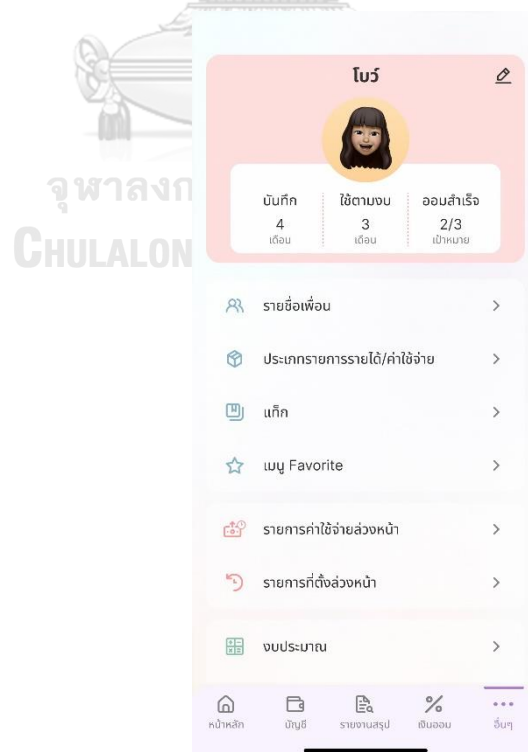 โบว์
บันทึก ใช้ตามงบ ออมสำเร็จ
4 3 2/3
เดือน เดือน เป้าหมาย
จุฬาลงก
CHULALON
รายชื่อเพื่อน
ประเภทรายการรายได้/ค่าใช้จ่าย
แท็ก
เมนู Favorite
รายการค่าใช้จ่ายล่วงหน้า
รายการที่ตั้งล่วงหน้า
งบประมาณ
หน้าหลัก บัญชี รายงานสรุป เงินออม อื่นๆ